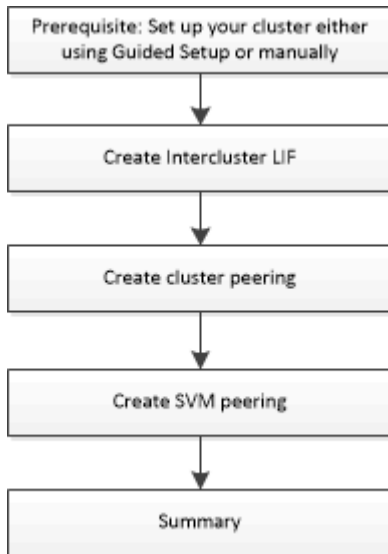 Prerequisite: Set up your cluster either
using Guided Setup or manually
Create Intercluster LIF
Create cluster peering
Create SVM peering
Summary